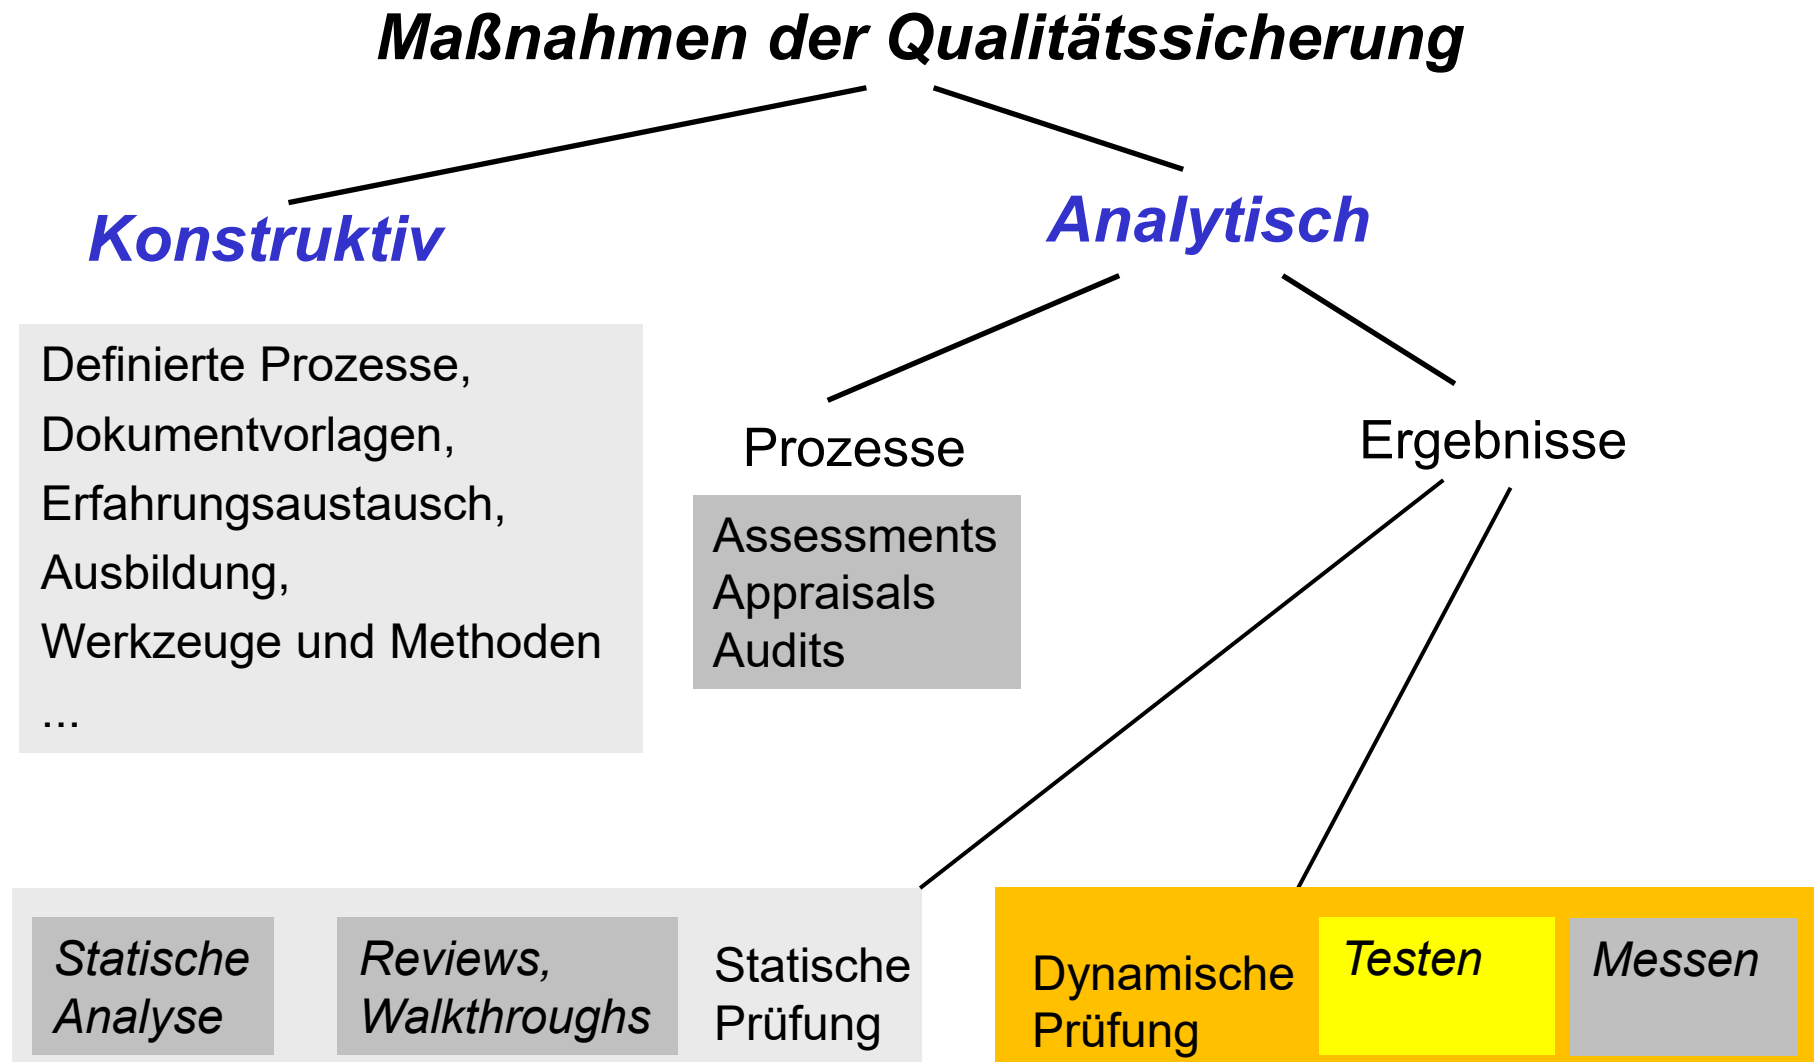 Maßnahmen der Qualitätssicherung
Konstruktiv
Analytisch
Definierte Prozesse,
Dokumentvorlagen,
Erfahrungsaustausch,
Ausbildung,
Werkzeuge und Methoden
...
Prozesse
Assessments
Appraisals
Audits
Ergebnisse
Statische
Analyse
Reviews,
Walkthroughs
Statische
Prüfung
Dynamische
Prüfung
Testen
Messen